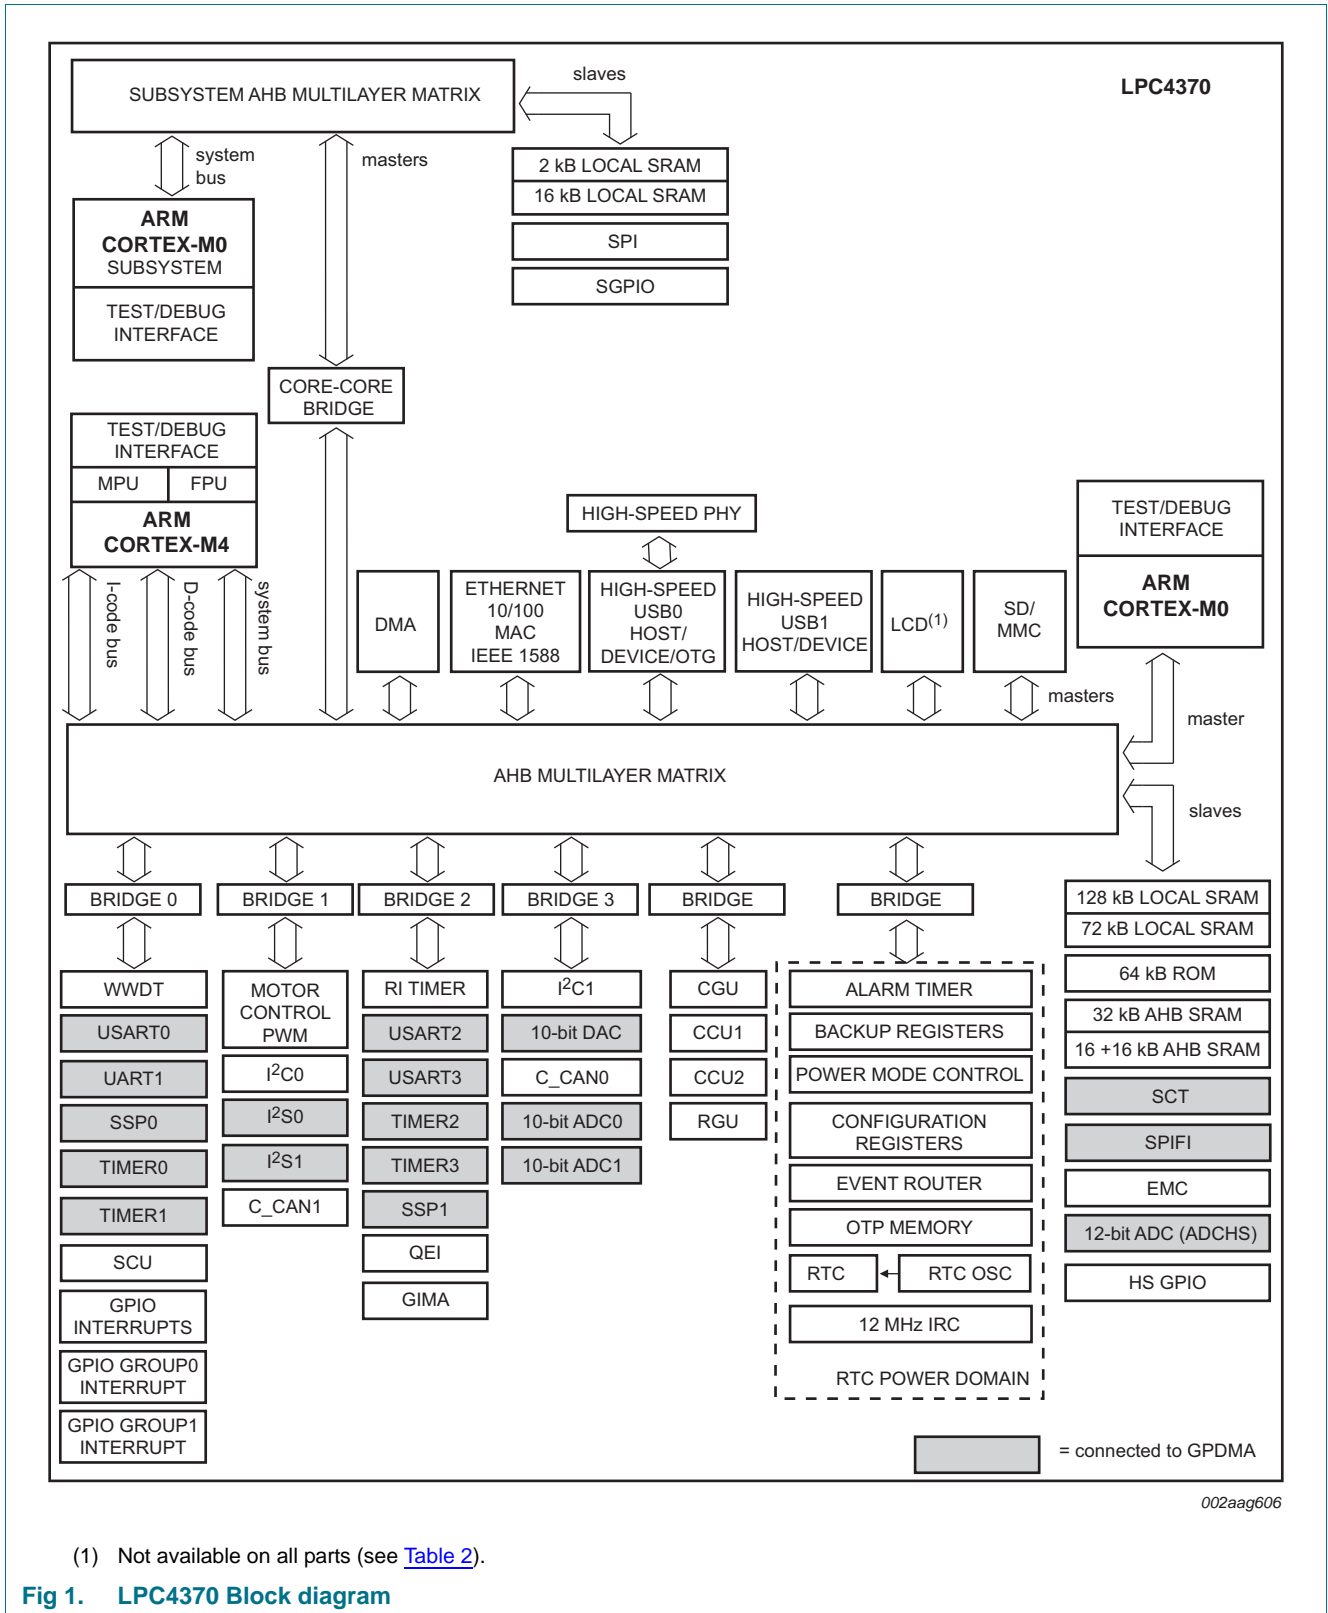 LPC4370
SUBSYSTEM AHB MULTILAYER MATRIX
slaves
system
bus
masters
2 kB LOCAL SRAM
16 kB LOCAL SRAM
SPI
SGPIO
ARM
CORTEX-M0
SUBSYSTEM
TEST/DEBUG
INTERFACE
CORE-CORE
BRIDGE
TEST/DEBUG
INTERFACE
MPU
FPU
ARM
CORTEX-M4
I-code bus
D-code bus
system bus
HIGH-SPEED PHY
DMA
ETHERNET
10/100
MAC
IEEE 1588
HIGH-SPEED
USB0
HOST/
DEVICE/OTG
HIGH-SPEED
USB1
HOST/DEVICE
LCD(1)
SD/
MMC
masters
TEST/DEBUG
INTERFACE
ARM
CORTEX-M0
master
AHB MULTILAYER MATRIX
slaves
BRIDGE 0
BRIDGE 1
BRIDGE 2
BRIDGE 3
BRIDGE
BRIDGE
WWDT
USART0
UART1
SSP0
TIMER0
TIMER1
SCU
GPIO
INTERRUPTS
GPIO GROUP0
INTERRUPT
GPIO GROUP1
INTERRUPT
MOTOR
CONTROL
PWM
I2C0
I2S0
I2S1
C_CAN1
RI TIMER
USART2
USART3
TIMER2
TIMER3
SSP1
QEI
GIMA
I2C1
10-bit DAC
C_CAN0
10-bit ADC0
10-bit ADC1
CGU
CCU1
CCU2
RGU
ALARM TIMER
BACKUP REGISTERS
POWER MODE CONTROL
CONFIGURATION
REGISTERS
EVENT ROUTER
OTP MEMORY
RTC
RTC OSC
12 MHz IRC
RTC POWER DOMAIN
128 kB LOCAL SRAM
72 kB LOCAL SRAM
64 kB ROM
32 kB AHB SRAM
16 +16 kB AHB SRAM
SCT
SPIFI
EMC
12-bit ADC (ADCHS)
HS GPIO
= connected to GPDMA
002aag606
(1) Not available on all parts (see Table 2).
Fig 1. LPC4370 Block diagram